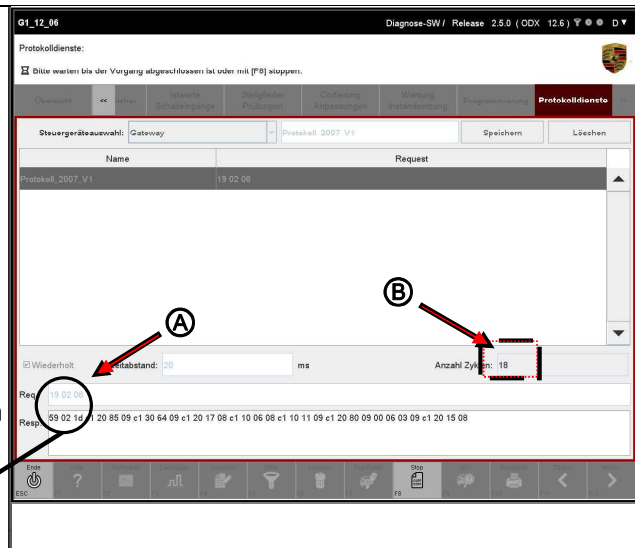 G1_12_06 Diagnose-SW / Release 2.5.0 ( ODX 12.6 ) D
Protokolldienste:
Bitte warten bis der Vorgang abgeschlossen ist oder mit [F8] stoppen.
Übersicht << Istwerte Schalteingänge Stellglieder Prüfungen Codierung Anpassungen Wartung Instandsetzung Programmierung Protokolldienste
Steuergeräteauswahl: Gateway Protokoll_2007_V1 Speichern Löschen
Name Request
Protokoll_2007_V1 19 02 08
A
B
Wiederholt 20 ms Anzahl 18
Req 19 02 08
Resp 59 02 1d 20 85 09 c1 30 64 09 c1 20 17 08 c1 10 06 08 c1 10 11 09 c1 20 80 09 00 06 03 09 c1 20 15 08
Ende Stop
ESC F8